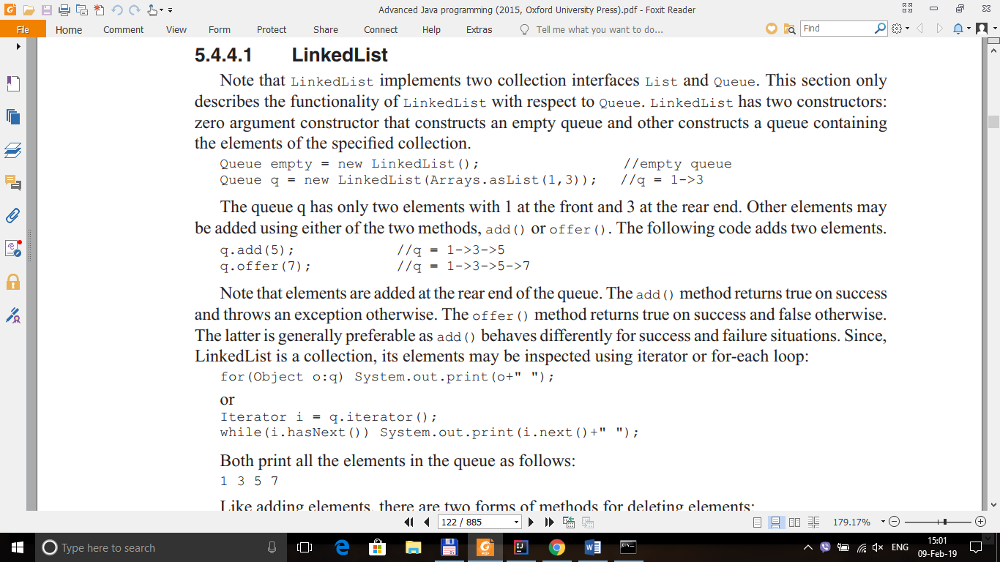 Advanced Java programming (2015, Oxford University Press).pdf - Foxit Reader
File Home Comment View Form Protect Share Connect Help Extras Tell me what you want to do... Find
5.4.4.1 LinkedList
Note that LinkedList implements two collection interfaces List and Queue. This section only
describes the functionality of LinkedList with respect to Queue. LinkedList has two constructors:
zero argument constructor that constructs an empty queue and other constructs a queue containing
the elements of the specified collection.
Queue empty = new LinkedList(); //empty queue
Queue q = new LinkedList(Arrays.asList(1,3)); //q = 1->3
The queue q has only two elements with 1 at the front and 3 at the rear end. Other elements may
be added using either of the two methods, add() or offer(). The following code adds two elements.
q.add(5); //q = 1->3->5
q.offer(7); //q = 1->3->5->7
Note that elements are added at the rear end of the queue. The add() method returns true on success
and throws an exception otherwise. The offer() method returns true on success and false otherwise.
The latter is generally preferable as add() behaves differently for success and failure situations. Since,
LinkedList is a collection, its elements may be inspected using iterator or for-each loop:
for(Object o:q) System.out.print(o+" ");
or
Iterator i = q.iterator();
while(i.hasNext()) System.out.print(i.next()+" ");
Both print all the elements in the queue as follows:
1 3 5 7
Like adding elements, there are two forms of methods for deleting elements:
122 / 885 179.17%
Type here to search ENG 15:01
09-Feb-19